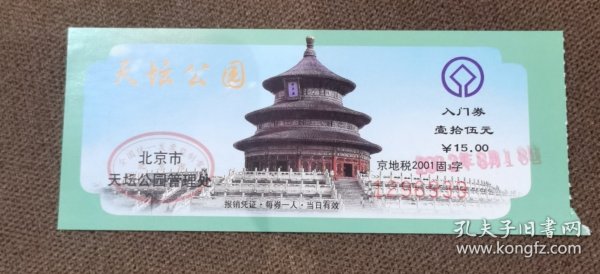 天坛公园
入门券
壹拾伍元
¥15.00
京地税2001固:字
北京市
天坛公园管理处
报销凭证·每券一人·当日有效
孔夫子旧书网
www.kongfz.com